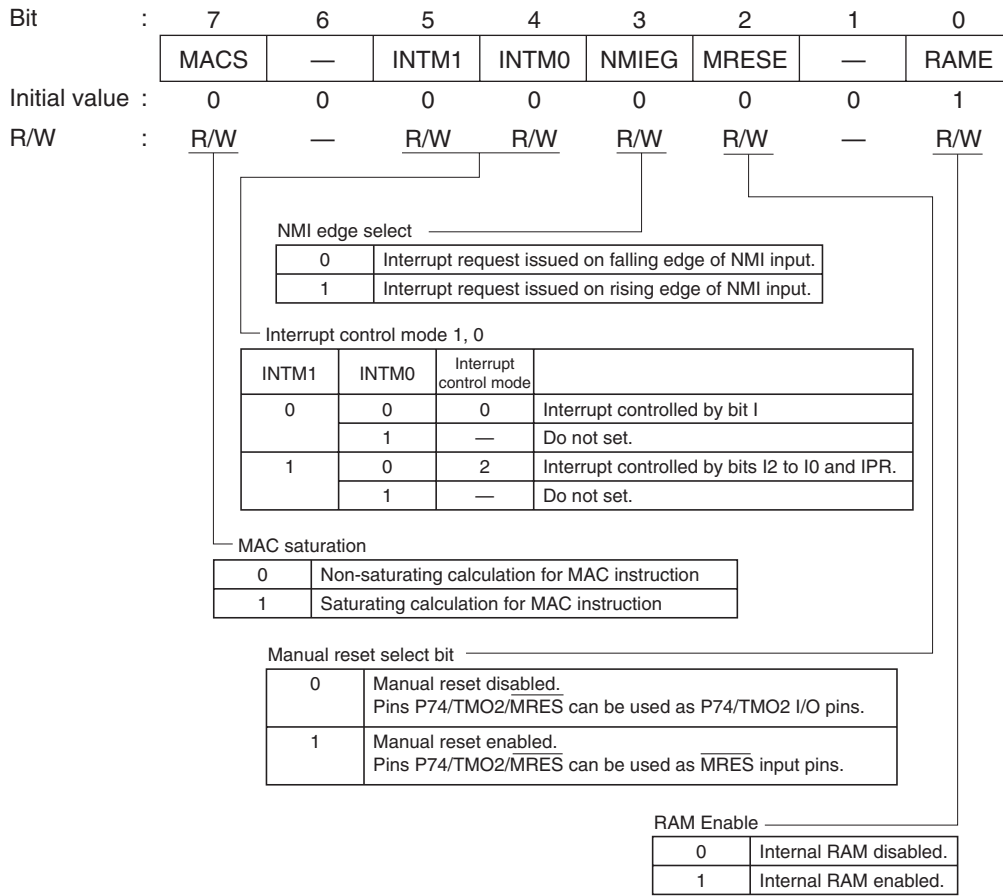 Bit : 7 6 5 4 3 2 1 0
MACS — INTM1 INTM0 NMIEG MRESE — RAME
Initial value : 0 0 0 0 0 0 0 1
R/W : R/W — R/W R/W R/W R/W — R/W
NMI edge select
0 Interrupt request issued on falling edge of NMI input.
1 Interrupt request issued on rising edge of NMI input.
Interrupt control mode 1, 0
INTM1 INTM0 Interrupt control mode
0 0 0 Interrupt controlled by bit I
1 — Do not set.
1 0 2 Interrupt controlled by bits I2 to I0 and IPR.
1 — Do not set.
MAC saturation
0 Non-saturating calculation for MAC instruction
1 Saturating calculation for MAC instruction
Manual reset select bit
0 Manual reset disabled.
Pins P74/TMO2/M̅R̅E̅S̅ can be used as P74/TMO2 I/O pins.
1 Manual reset enabled.
Pins P74/TMO2/M̅R̅E̅S̅ can be used as M̅R̅E̅S̅ input pins.
RAM Enable
0 Internal RAM disabled.
1 Internal RAM enabled.